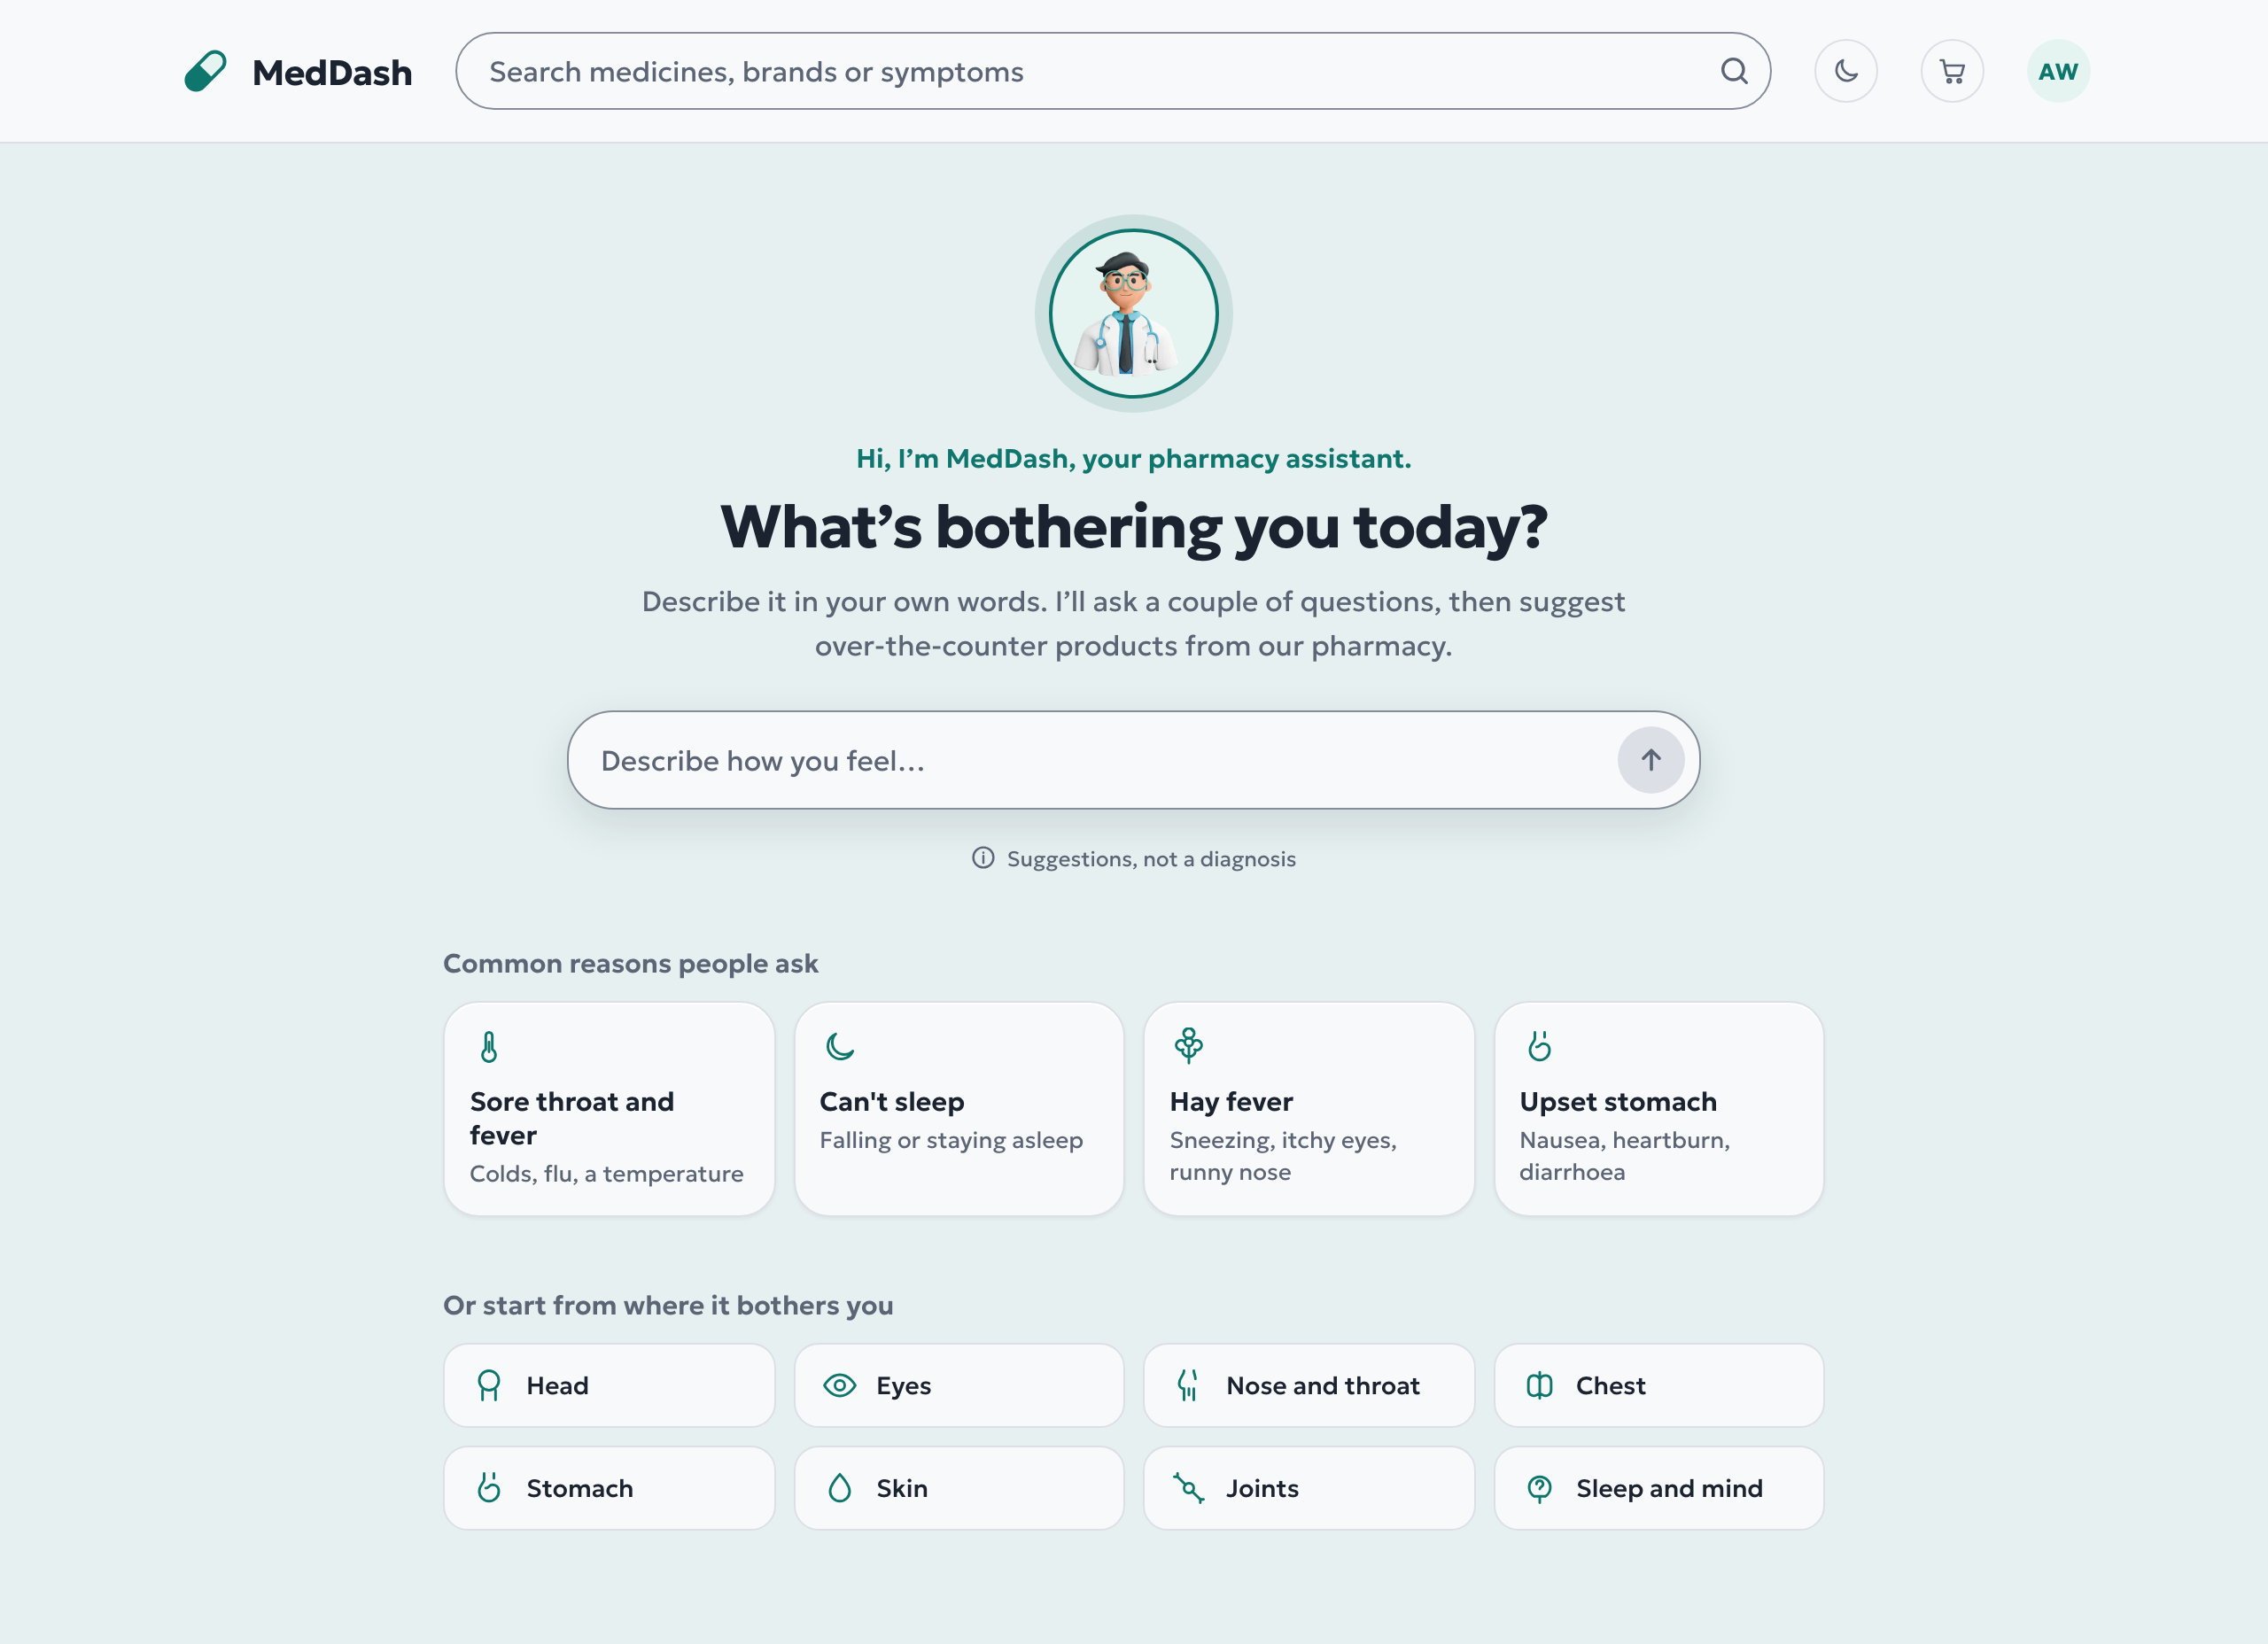 MedDash
Search medicines, brands or symptoms
AW
Hi, I’m MedDash, your pharmacy assistant.
What’s bothering you today?
Describe it in your own words. I’ll ask a couple of questions, then suggest
over-the-counter products from our pharmacy.
Describe how you feel…
Suggestions, not a diagnosis
Common reasons people ask
Sore throat and
fever
Colds, flu, a temperature
Can't sleep
Falling or staying asleep
Hay fever
Sneezing, itchy eyes,
runny nose
Upset stomach
Nausea, heartburn,
diarrhoea
Or start from where it bothers you
Head
Eyes
Nose and throat
Chest
Stomach
Skin
Joints
Sleep and mind